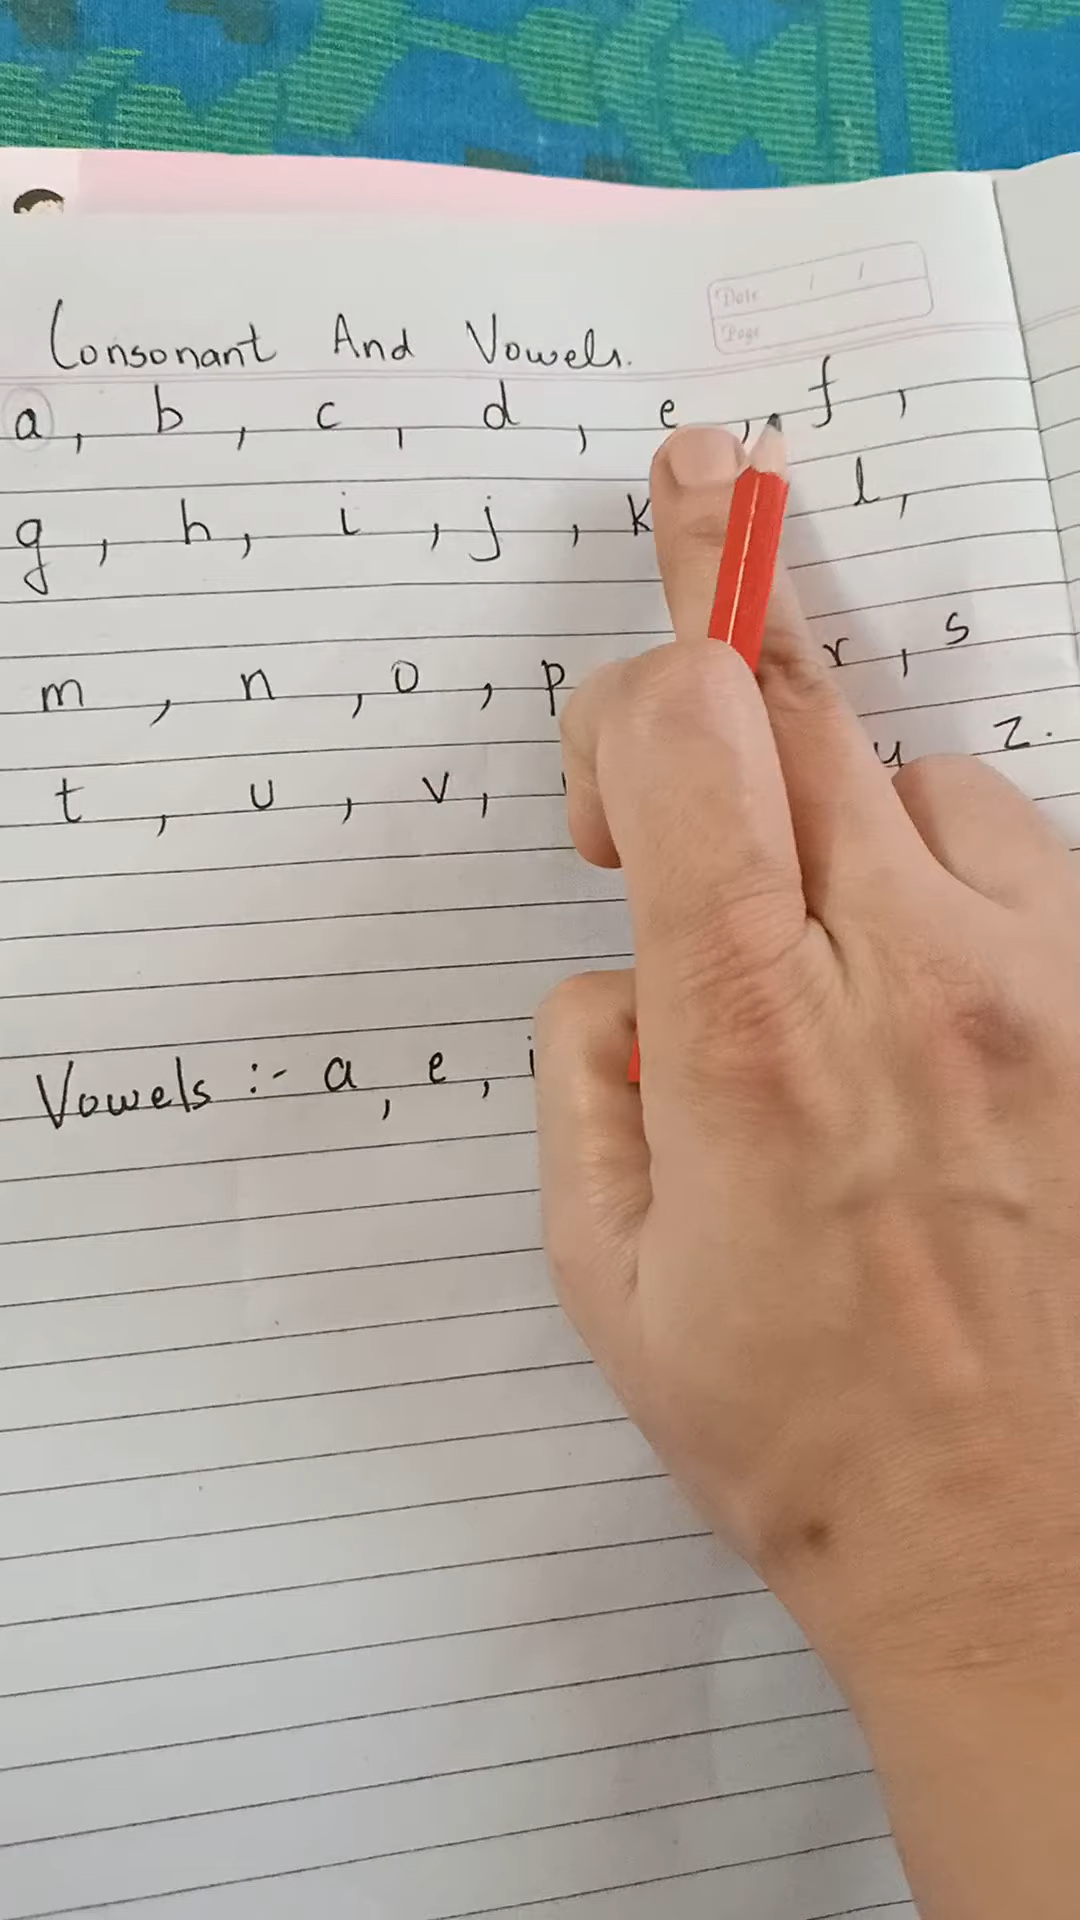 Date / /
Page
Consonant And Vowels.
a, b, c, d, e, f,
g, h, i, j, k l,
m, n, o, p r, s
t, u, v, y z.
Vowels :- a, e, i